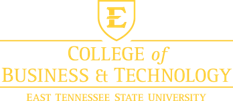 E
COLLEGE of
BUSINESS & TECHNOLOGY
EAST TENNESSEE STATE UNIVERSITY